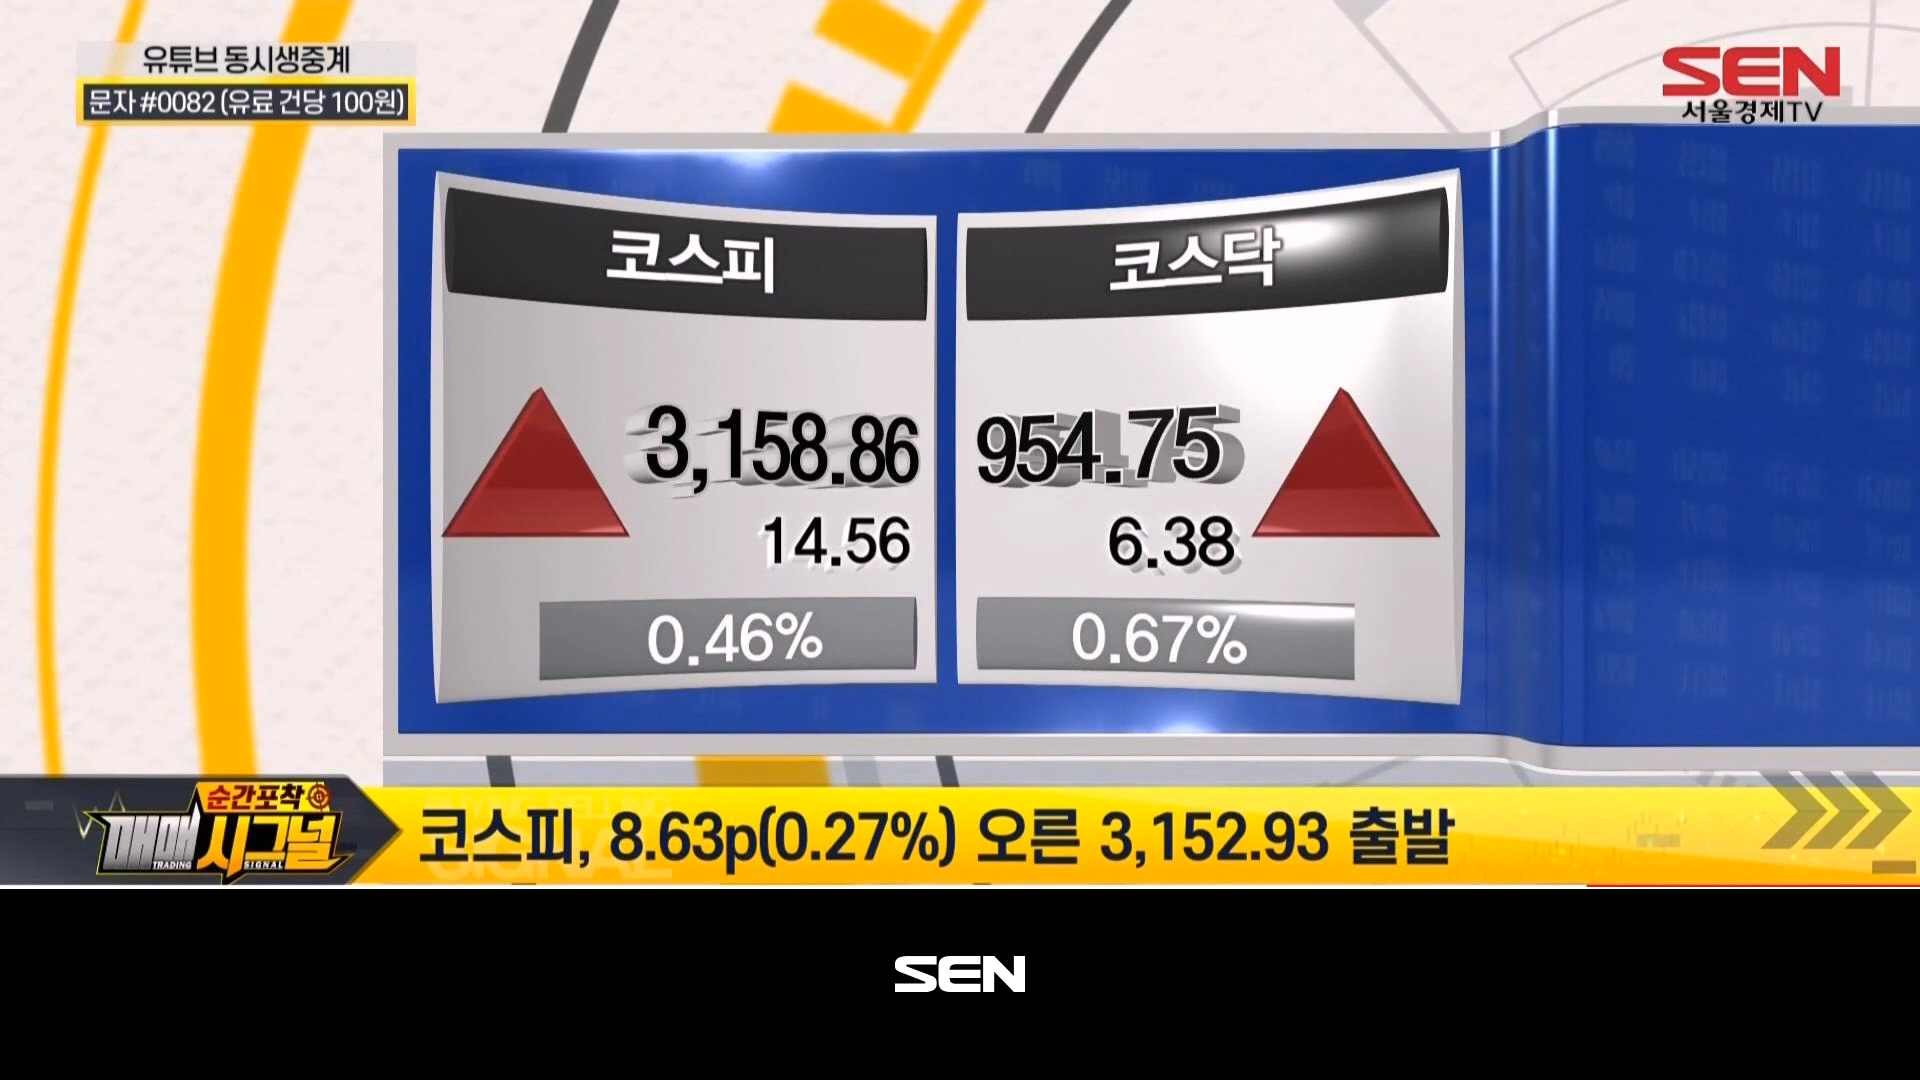 유튜브 동시생중계
문자 #0082 (유료 건당 100원)
SEN
서울경제TV
코스피
3,158.86
14.56
0.46%
코스닥
954.75
6.38
0.67%
순간포착
매매 시그널
TRADING SIGNAL
코스피, 8.63p(0.27%) 오른 3,152.93 출발
SEN